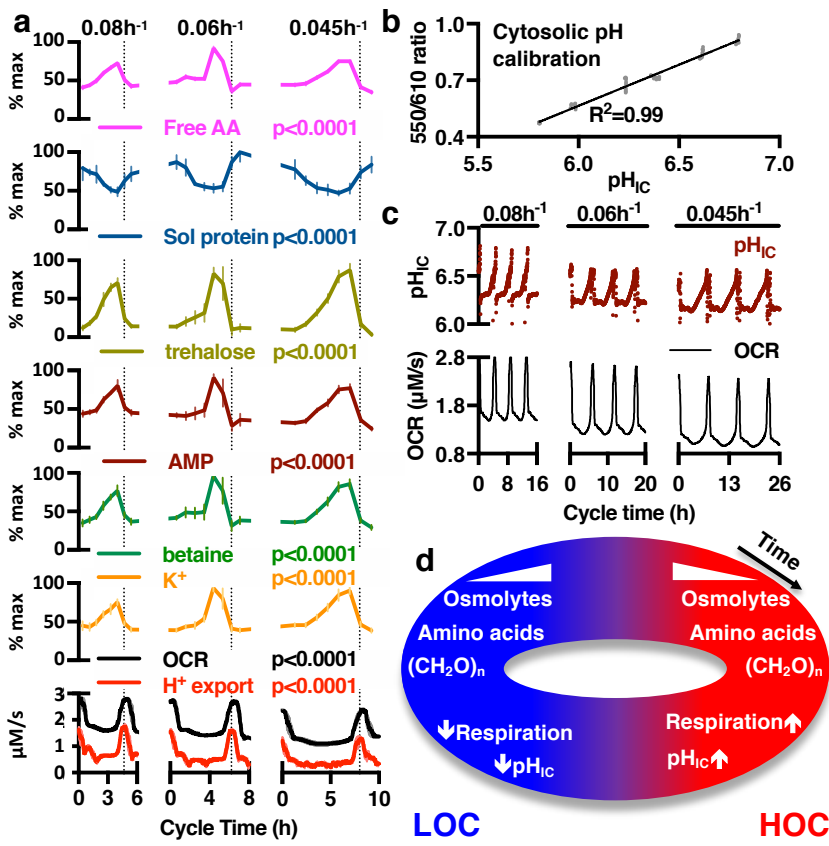 a
0.08h⁻¹ 0.06h⁻¹ 0.045h⁻¹
% max
100
50
0
Free AA p<0.0001
% max
100
50
0
Sol protein p<0.0001
% max
100
50
0
trehalose p<0.0001
% max
100
50
0
AMP p<0.0001
% max
100
50
0
betaine p<0.0001
K⁺ p<0.0001
% max
100
50
0
OCR p<0.0001
H⁺ export p<0.0001
µM/s
3
2
1
0
0 3 6 0 4 8 0 5 10
Cycle Time (h)
b
Cytosolic pH
calibration
550/610 ratio
1.0
0.7
0.4
R²=0.99
5.5 6.0 6.5 7.0
pH_IC
c
0.08h⁻¹ 0.06h⁻¹ 0.045h⁻¹
pH_IC
7.0
6.5
6.0
pH_IC
OCR
OCR (µM/s)
2.8
1.8
0.8
0 8 16 0 10 20 0 13 26
Cycle time (h)
d
Time
Osmolytes Osmolytes
Amino acids Amino acids
(CH₂O)ₙ (CH₂O)ₙ
Respiration Respiration
pH_IC pH_IC
LOC HOC